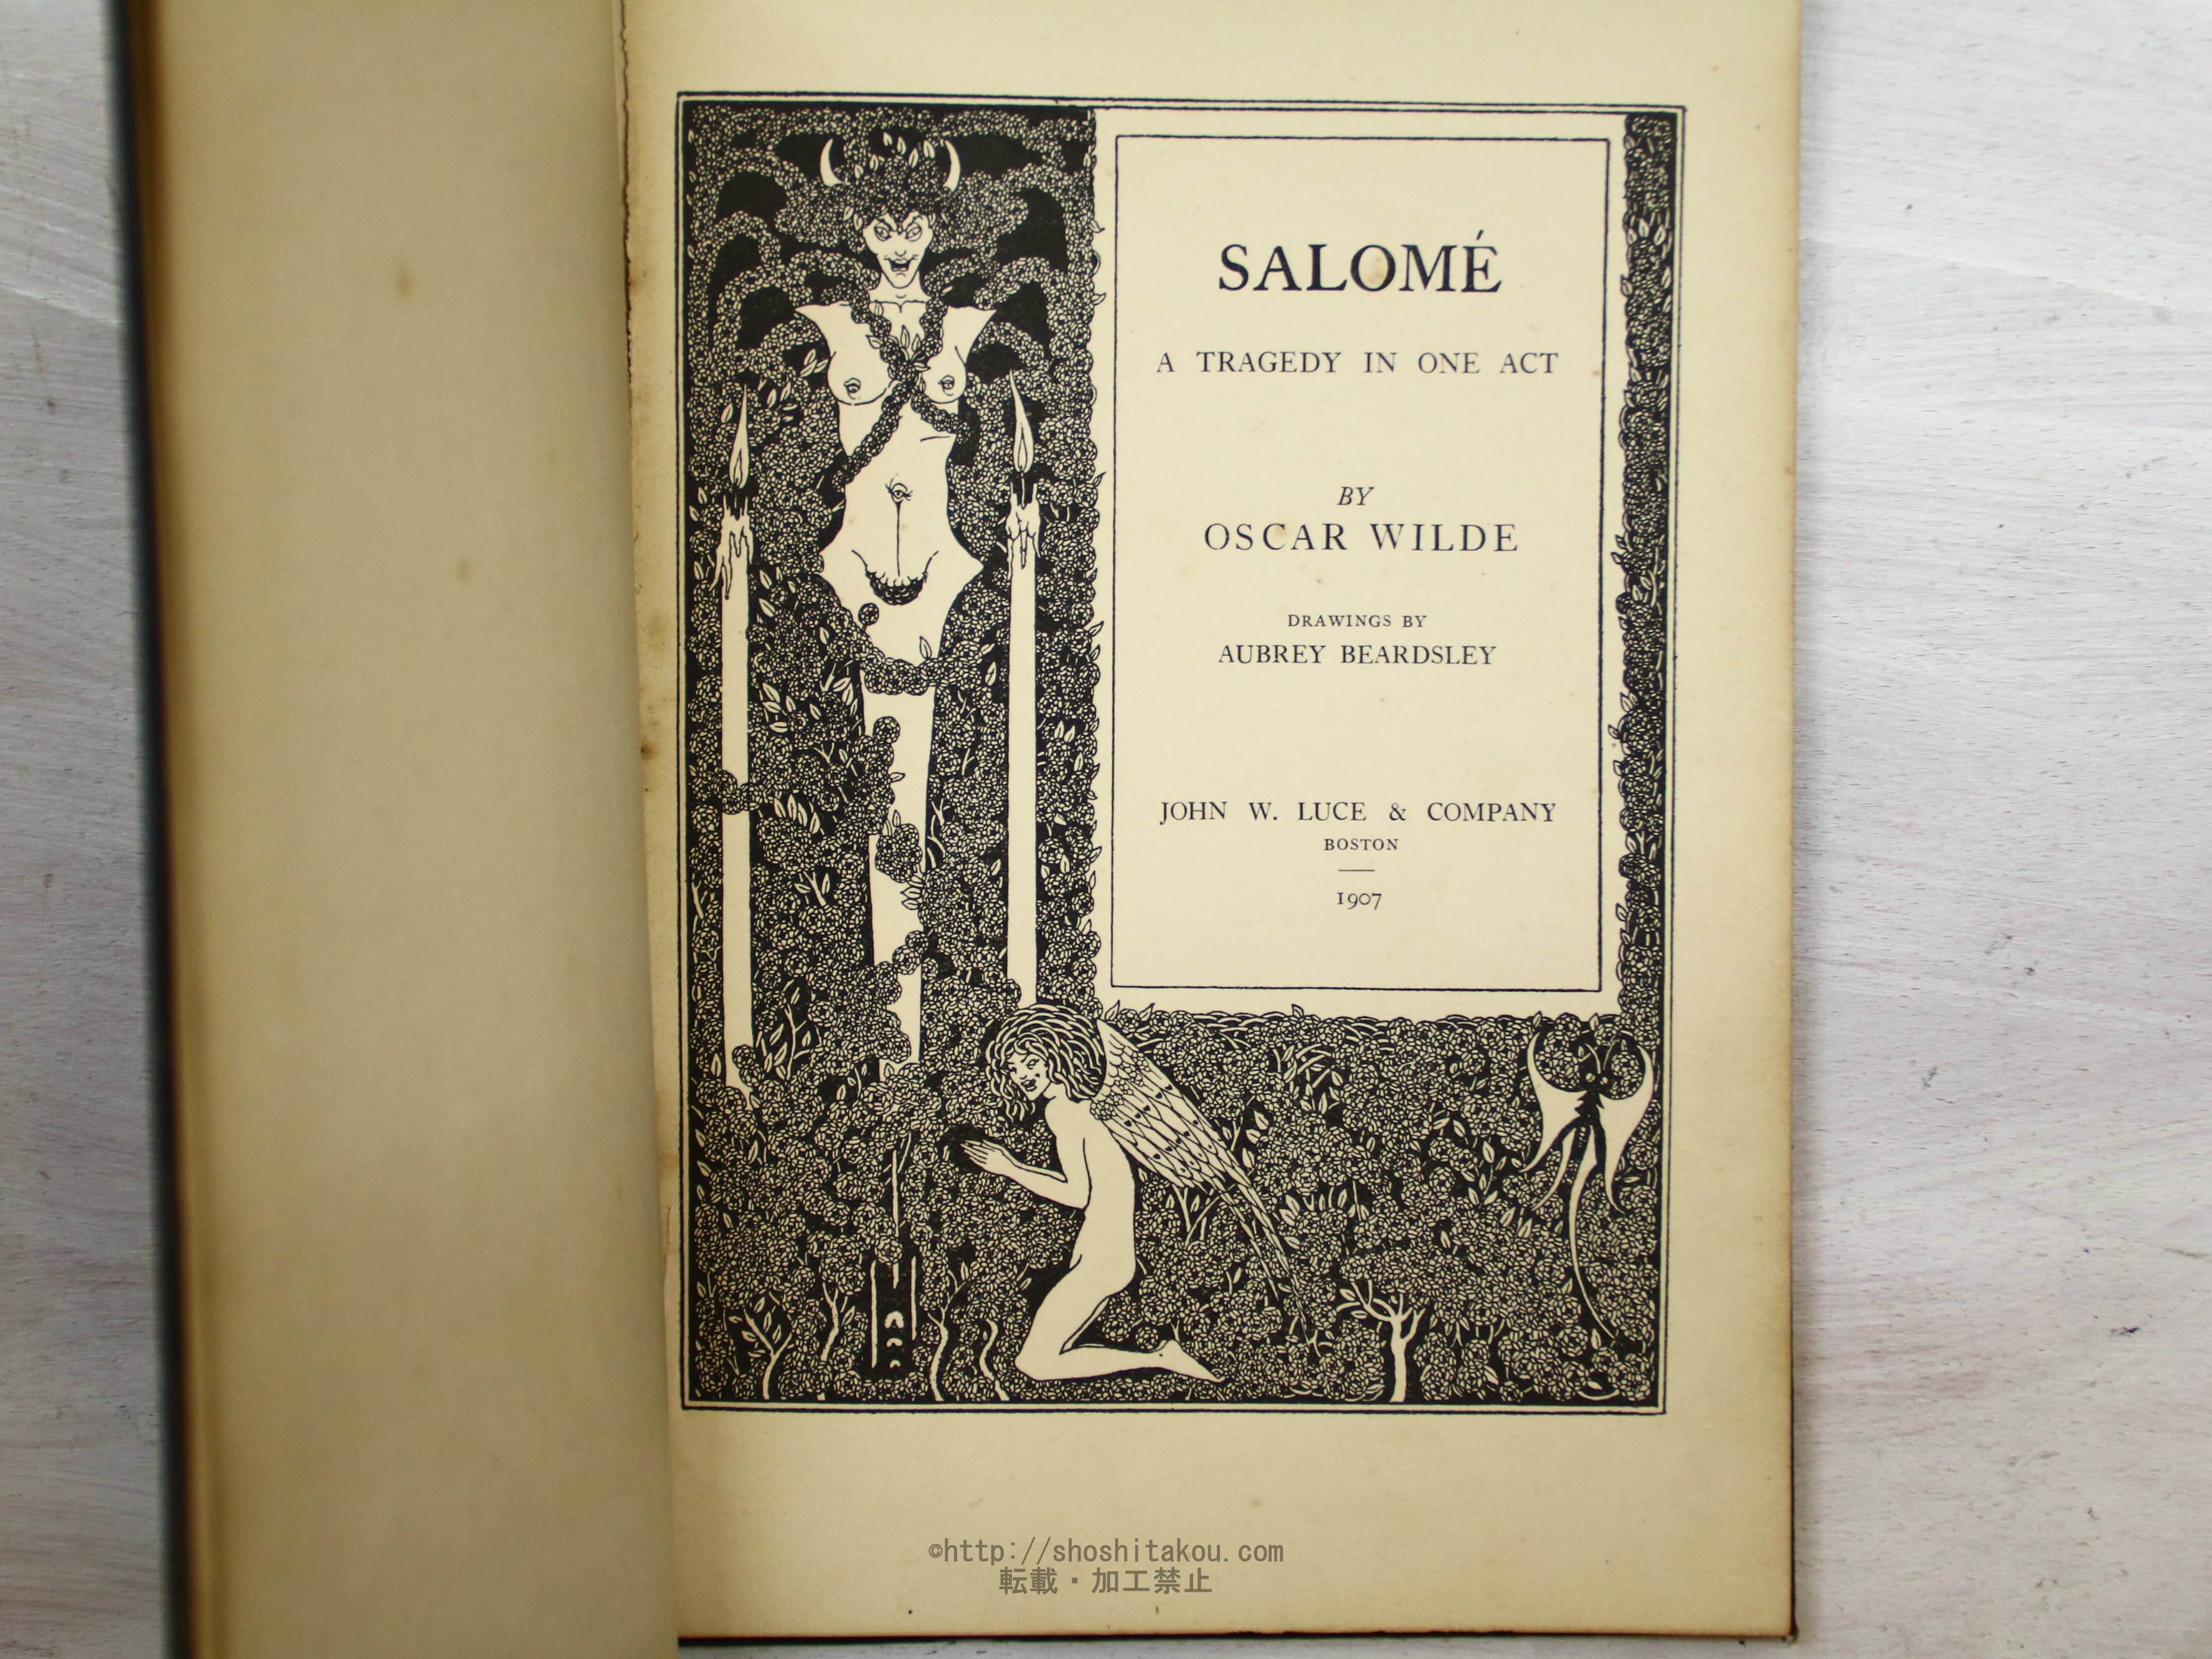 SALOMÉ
A TRAGEDY IN ONE ACT
BY
OSCAR WILDE
DRAWINGS BY
AUBREY BEARDSLEY
JOHN W. LUCE & COMPANY
BOSTON
1907
©http://shoshitakou.com
転載・加工禁止